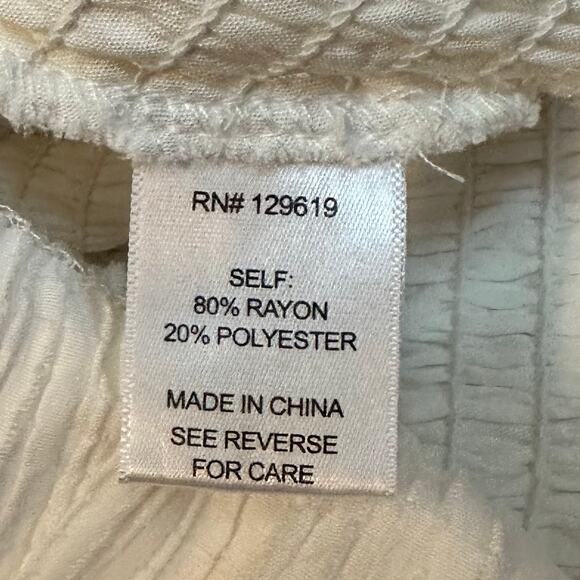 RN# 129619
SELF:
80% RAYON
20% POLYESTER
MADE IN CHINA
SEE REVERSE
FOR CARE